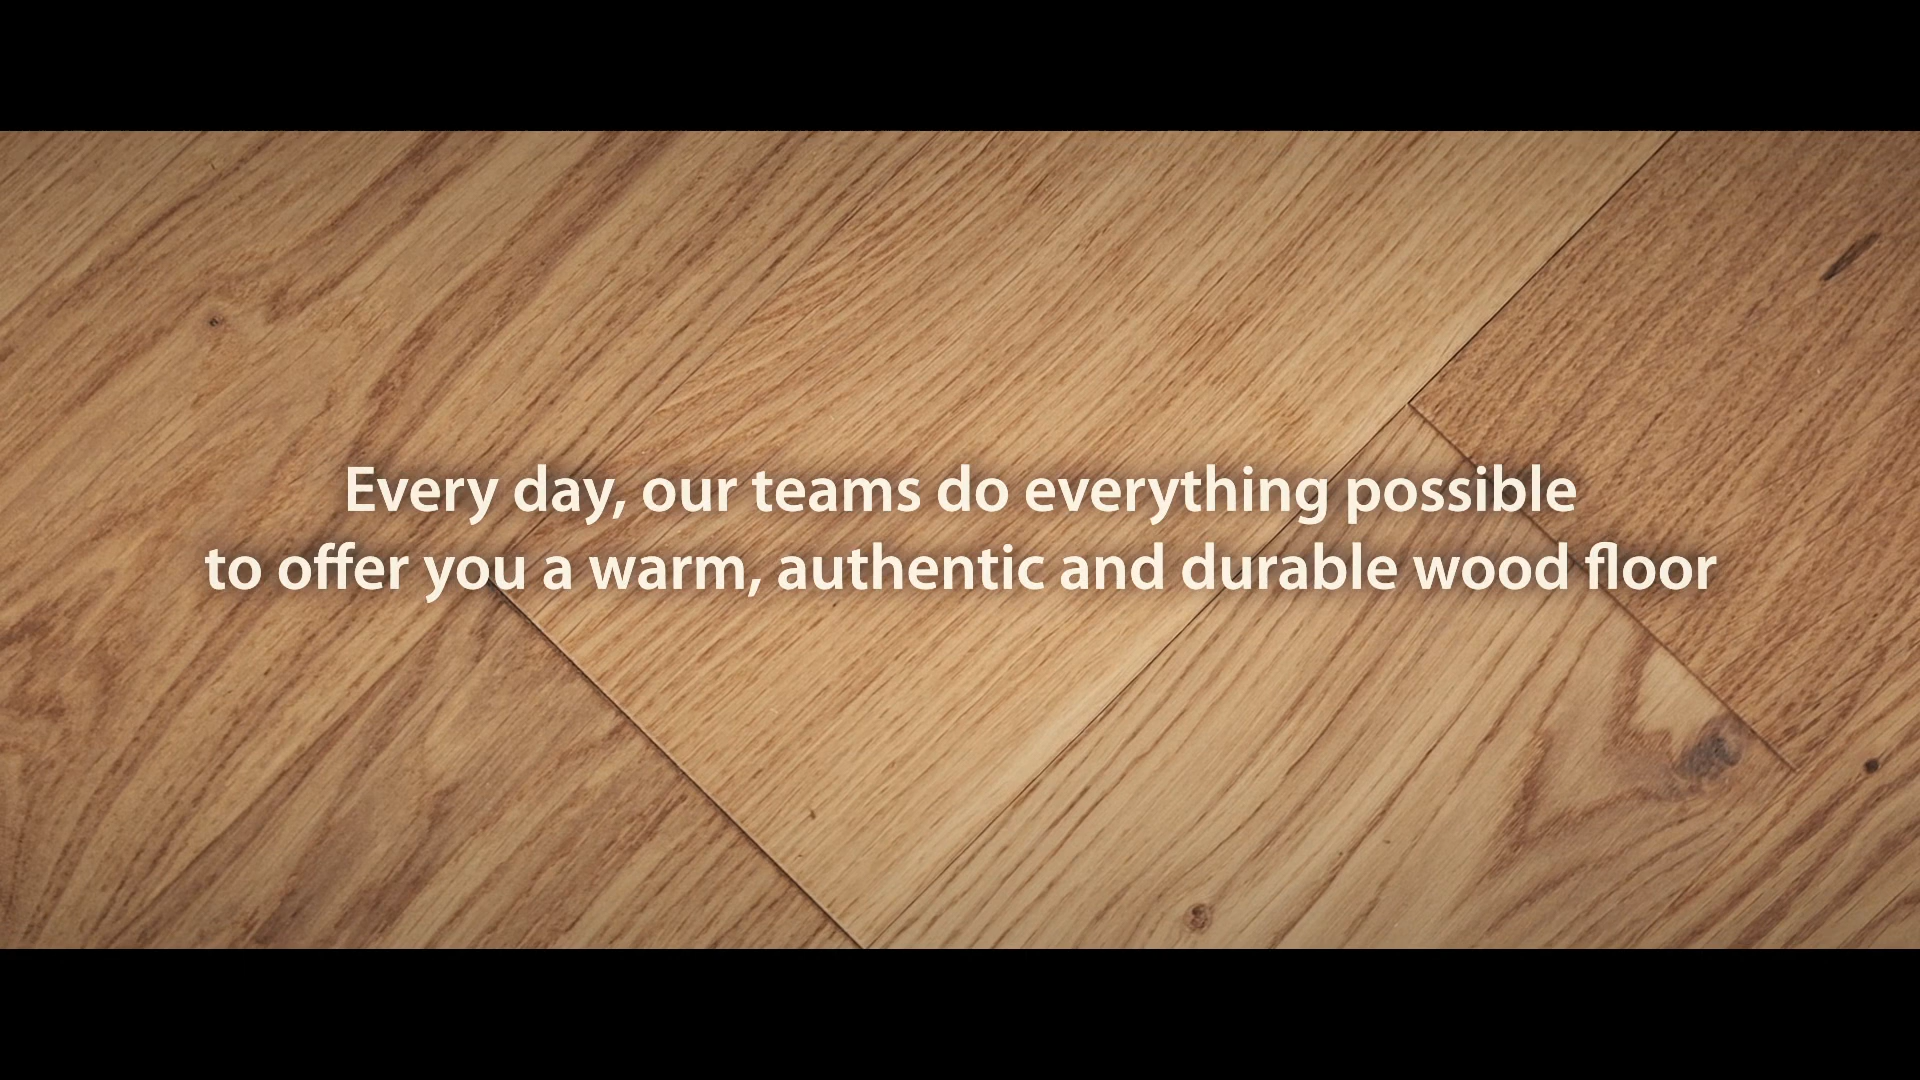 Every day, our teams do everything possible
to offer you a warm, authentic and durable wood floor